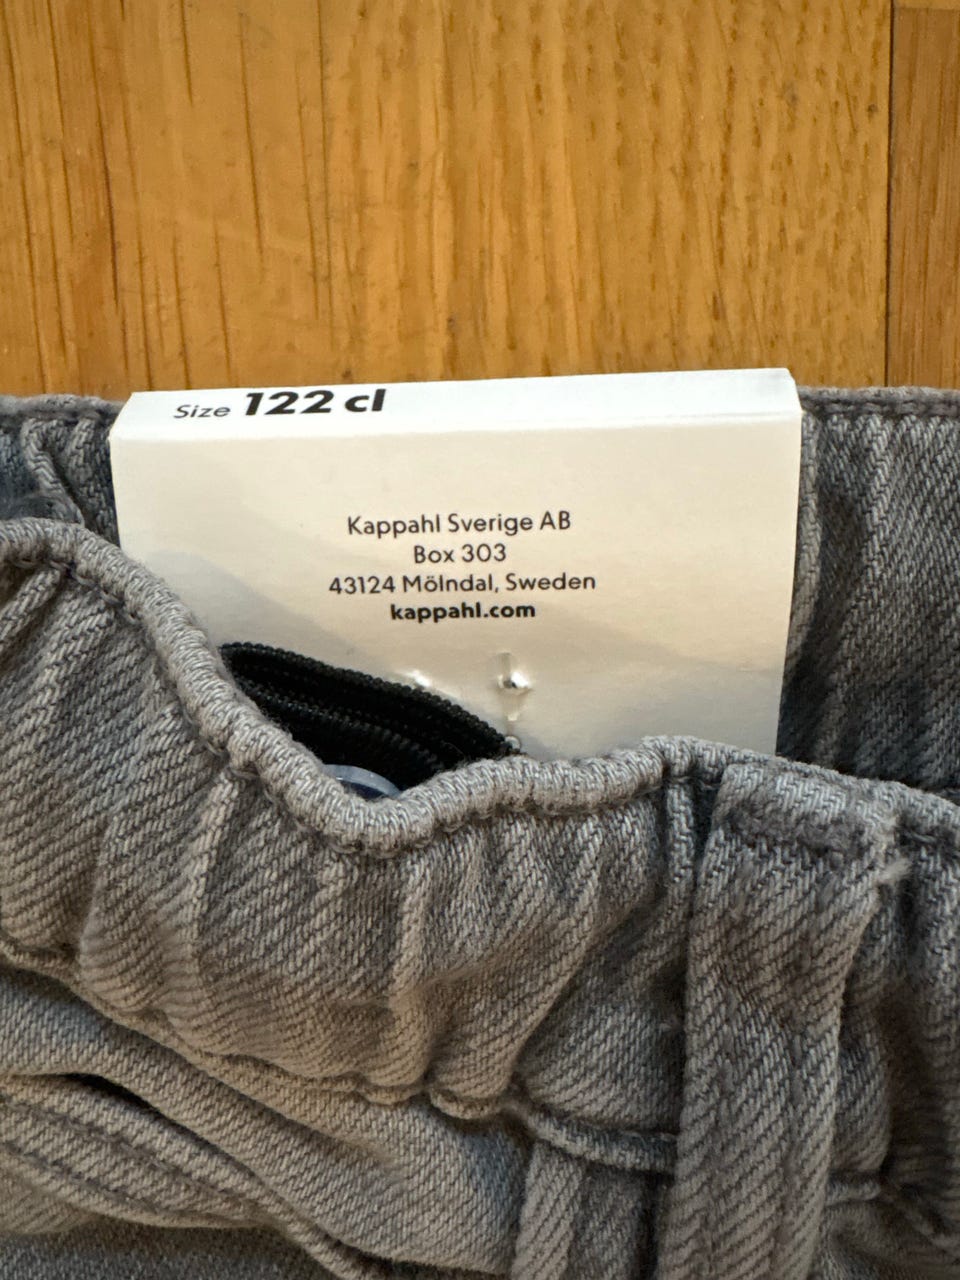 Size 122 cl
Kappahl Sverige AB
Box 303
43124 Mölndal, Sweden
kappahl.com